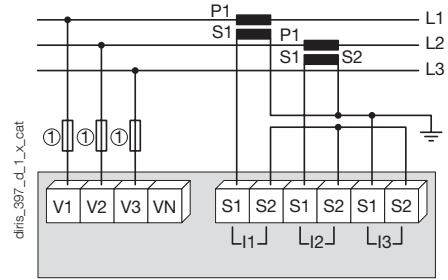 P1 L1
S1
P1 L2
S1 S2
L3
① ① ①
diris_397_d_1_x_cat
V1 V2 V3 VN S1 S2 S1 S2 S1 S2
I1 I2 I3